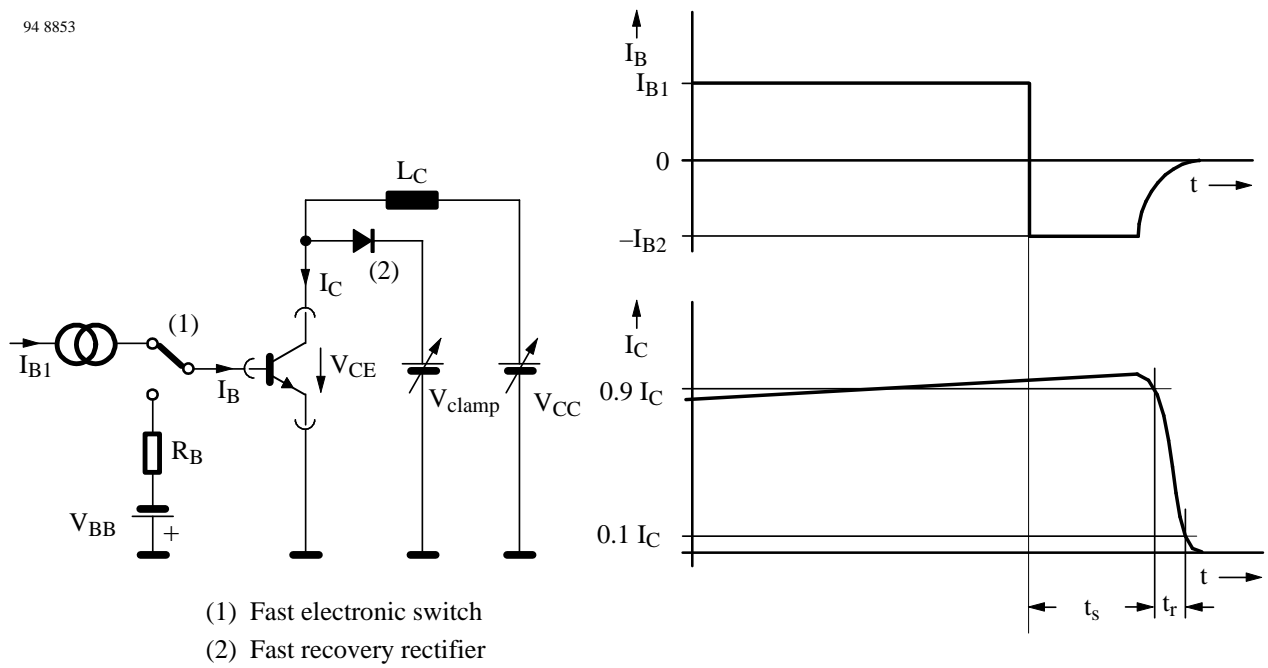 94 8853
I_B
I_B1
0
t
–I_B2
L_C
(2)
I_C
(1)
I_B1
I_B
V_CE
V_clamp
V_CC
R_B
V_BB
+
I_C
0.9 I_C
0.1 I_C
t
t_s
t_r
(1) Fast electronic switch
(2) Fast recovery rectifier